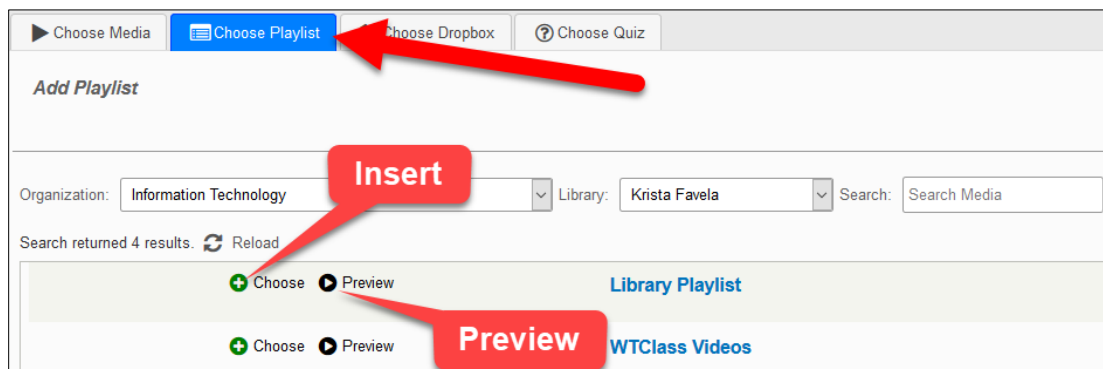 Choose Media Choose Playlist Choose Dropbox Choose Quiz
Add Playlist
Insert
Organization: Information Technology Library: Krista Favela Search: Search Media
Search returned 4 results. Reload
Choose Preview Library Playlist
Preview
Choose Preview WTClass Videos